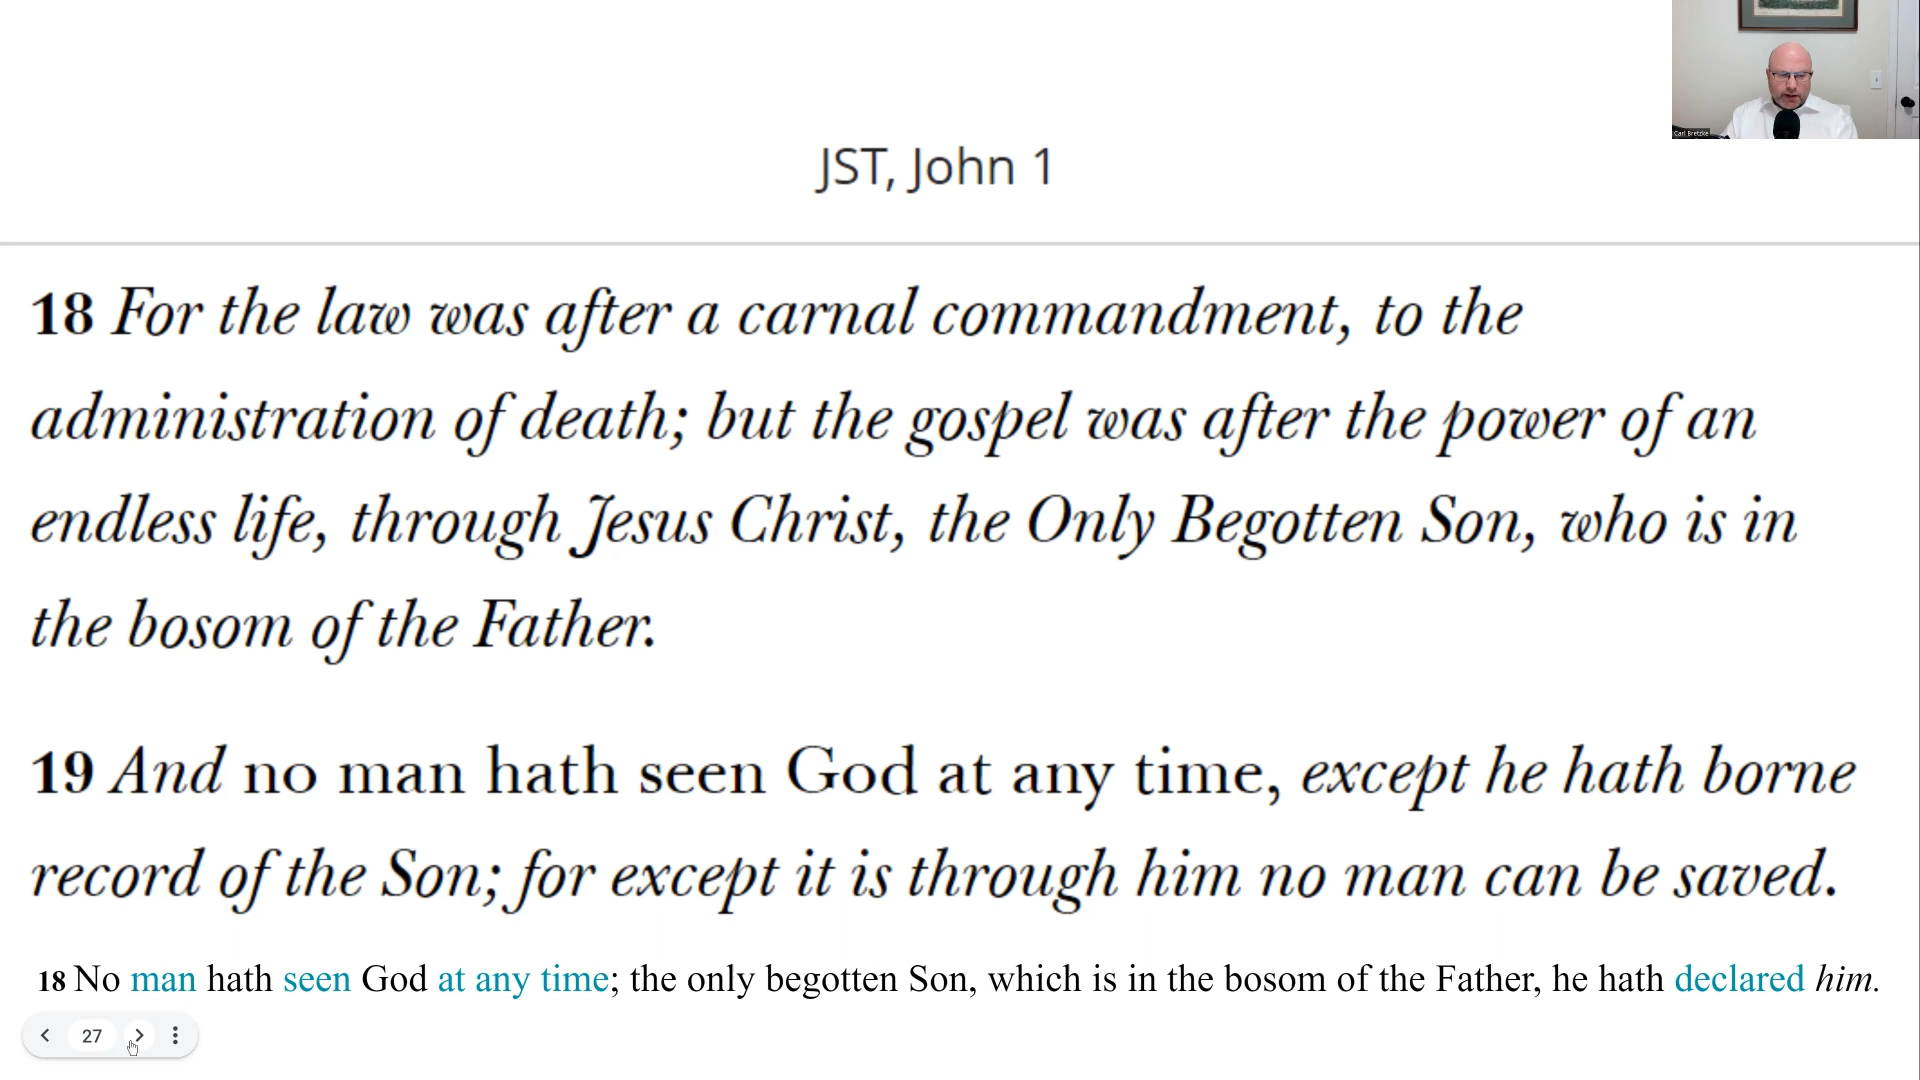 Carl Bretzke
JST, John 1
18 For the law was after a carnal commandment, to the
administration of death; but the gospel was after the power of an
endless life, through Jesus Christ, the Only Begotten Son, who is in
the bosom of the Father.
19 And no man hath seen God at any time, except he hath borne
record of the Son; for except it is through him no man can be saved.
18 No man hath seen God at any time; the only begotten Son, which is in the bosom of the Father, he hath declared him.
27